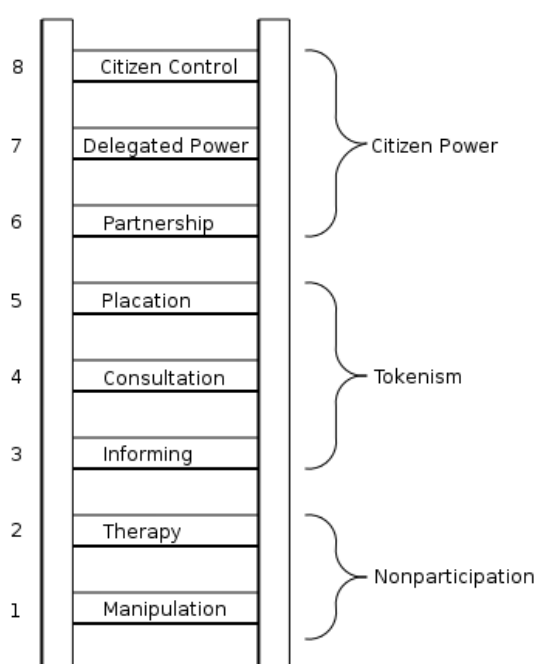 8 Citizen Control
7 Delegated Power Citizen Power
6 Partnership
5 Placation
4 Consultation Tokenism
3 Informing
2 Therapy
Nonparticipation
1 Manipulation